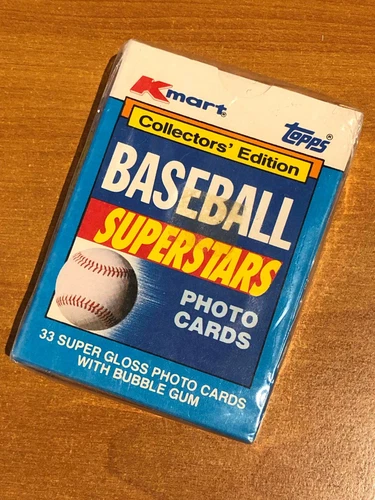 Kmart®
topps®
Collectors' Edition
BASEBALL
SUPERSTARS
PHOTO
CARDS
33 SUPER GLOSS PHOTO CARDS
WITH BUBBLE GUM